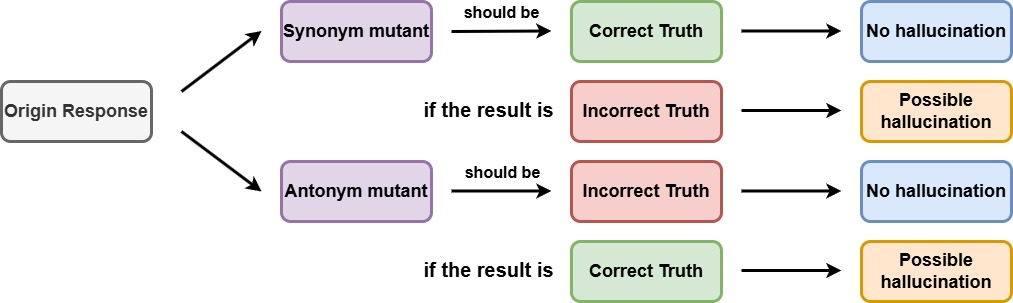 should be
Synonym mutant
Correct Truth
No hallucination
Origin Response
if the result is
Incorrect Truth
Possible
hallucination
should be
Antonym mutant
Incorrect Truth
No hallucination
if the result is
Correct Truth
Possible
hallucination